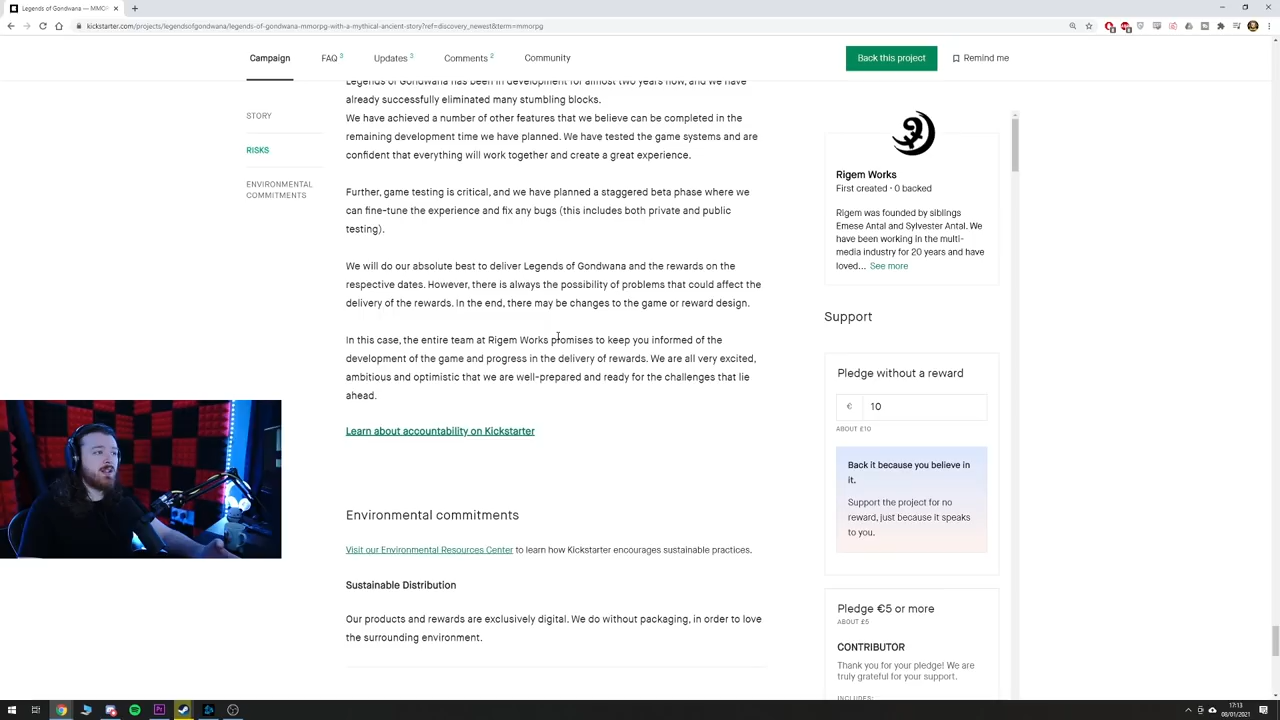 Legends of Gondwana — MMOR
kickstarter.com/projects/legendsofgondwana/legends-of-gondwana-mmorpg-with-a-mythical-ancient-story?ref=discovery_newest&term=mmorpg
Campaign
FAQ 3
Updates 3
Comments 2
Community
Back this project
Remind me
STORY
RISKS
ENVIRONMENTAL
COMMITMENTS
Legends of Gondwana has been in development for almost two years now, and we have
already successfully eliminated many stumbling blocks.
We have achieved a number of other features that we believe can be completed in the
remaining development time we have planned. We have tested the game systems and are
confident that everything will work together and create a great experience.
Further, game testing is critical, and we have planned a staggered beta phase where we
can fine-tune the experience and fix any bugs (this includes both private and public
testing).
We will do our absolute best to deliver Legends of Gondwana and the rewards on the
respective dates. However, there is always the possibility of problems that could affect the
delivery of the rewards. In the end, there may be changes to the game or reward design.
In this case, the entire team at Rigem Works promises to keep you informed of the
development of the game and progress in the delivery of rewards. We are all very excited,
ambitious and optimistic that we are well-prepared and ready for the challenges that lie
ahead.
Learn about accountability on Kickstarter
Environmental commitments
Visit our Environmental Resources Center to learn how Kickstarter encourages sustainable practices.
Sustainable Distribution
Our products and rewards are exclusively digital. We do without packaging, in order to love
the surrounding environment.
Rigem Works
First created · 0 backed
Rigem was founded by siblings
Emese Antal and Sylvester Antal. We
have been working in the multi-
media industry for 20 years and have
loved... See more
Support
Pledge without a reward
€ 10
ABOUT £10
Back it because you believe in
it.
Support the project for no
reward, just because it speaks
to you.
Pledge €5 or more
ABOUT £5
CONTRIBUTOR
Thank you for your pledge! We are
truly grateful for your support.
INCLUDES:
17:13
08/01/2021